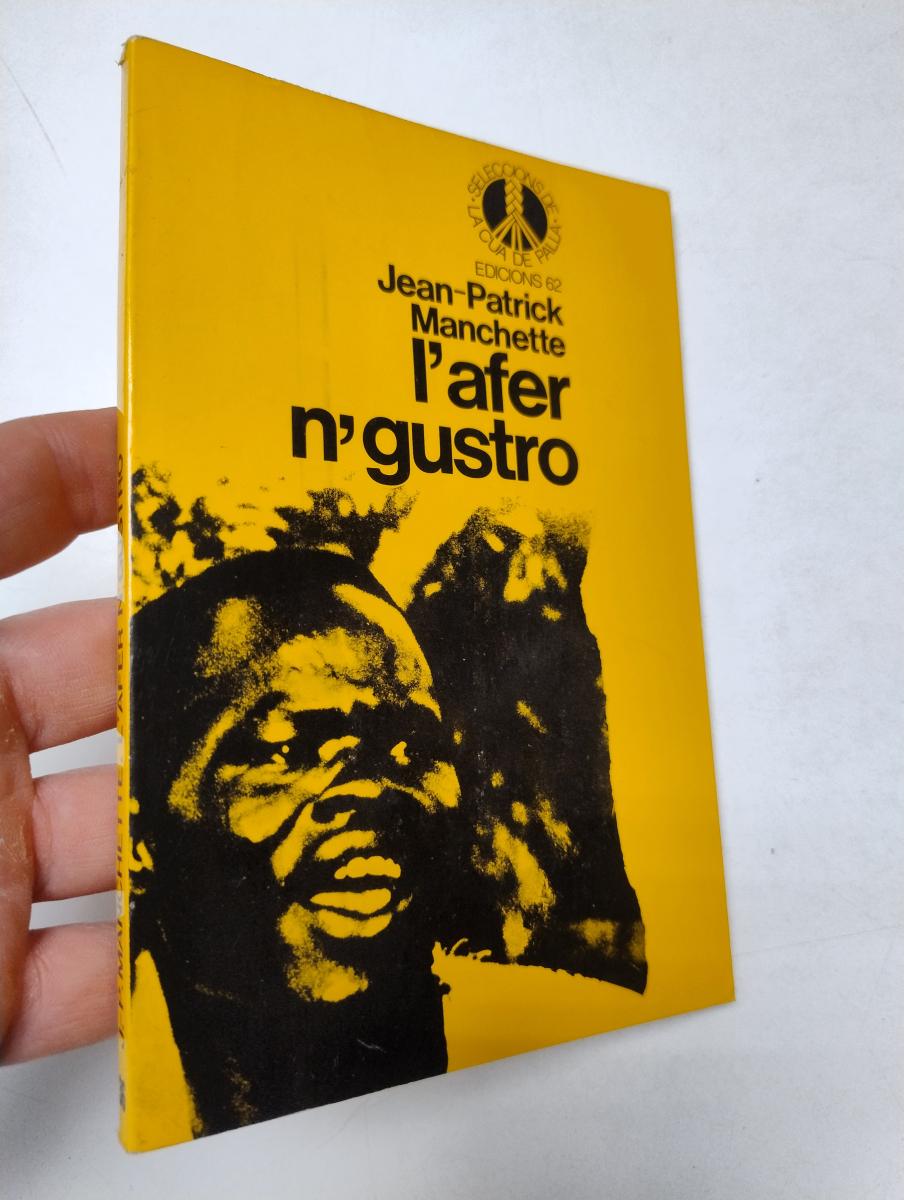 SELECCIONS DE
LA CUA DE PALLA
EDICIONS 62
Jean-Patrick
Manchette
l'afer
n'gustro